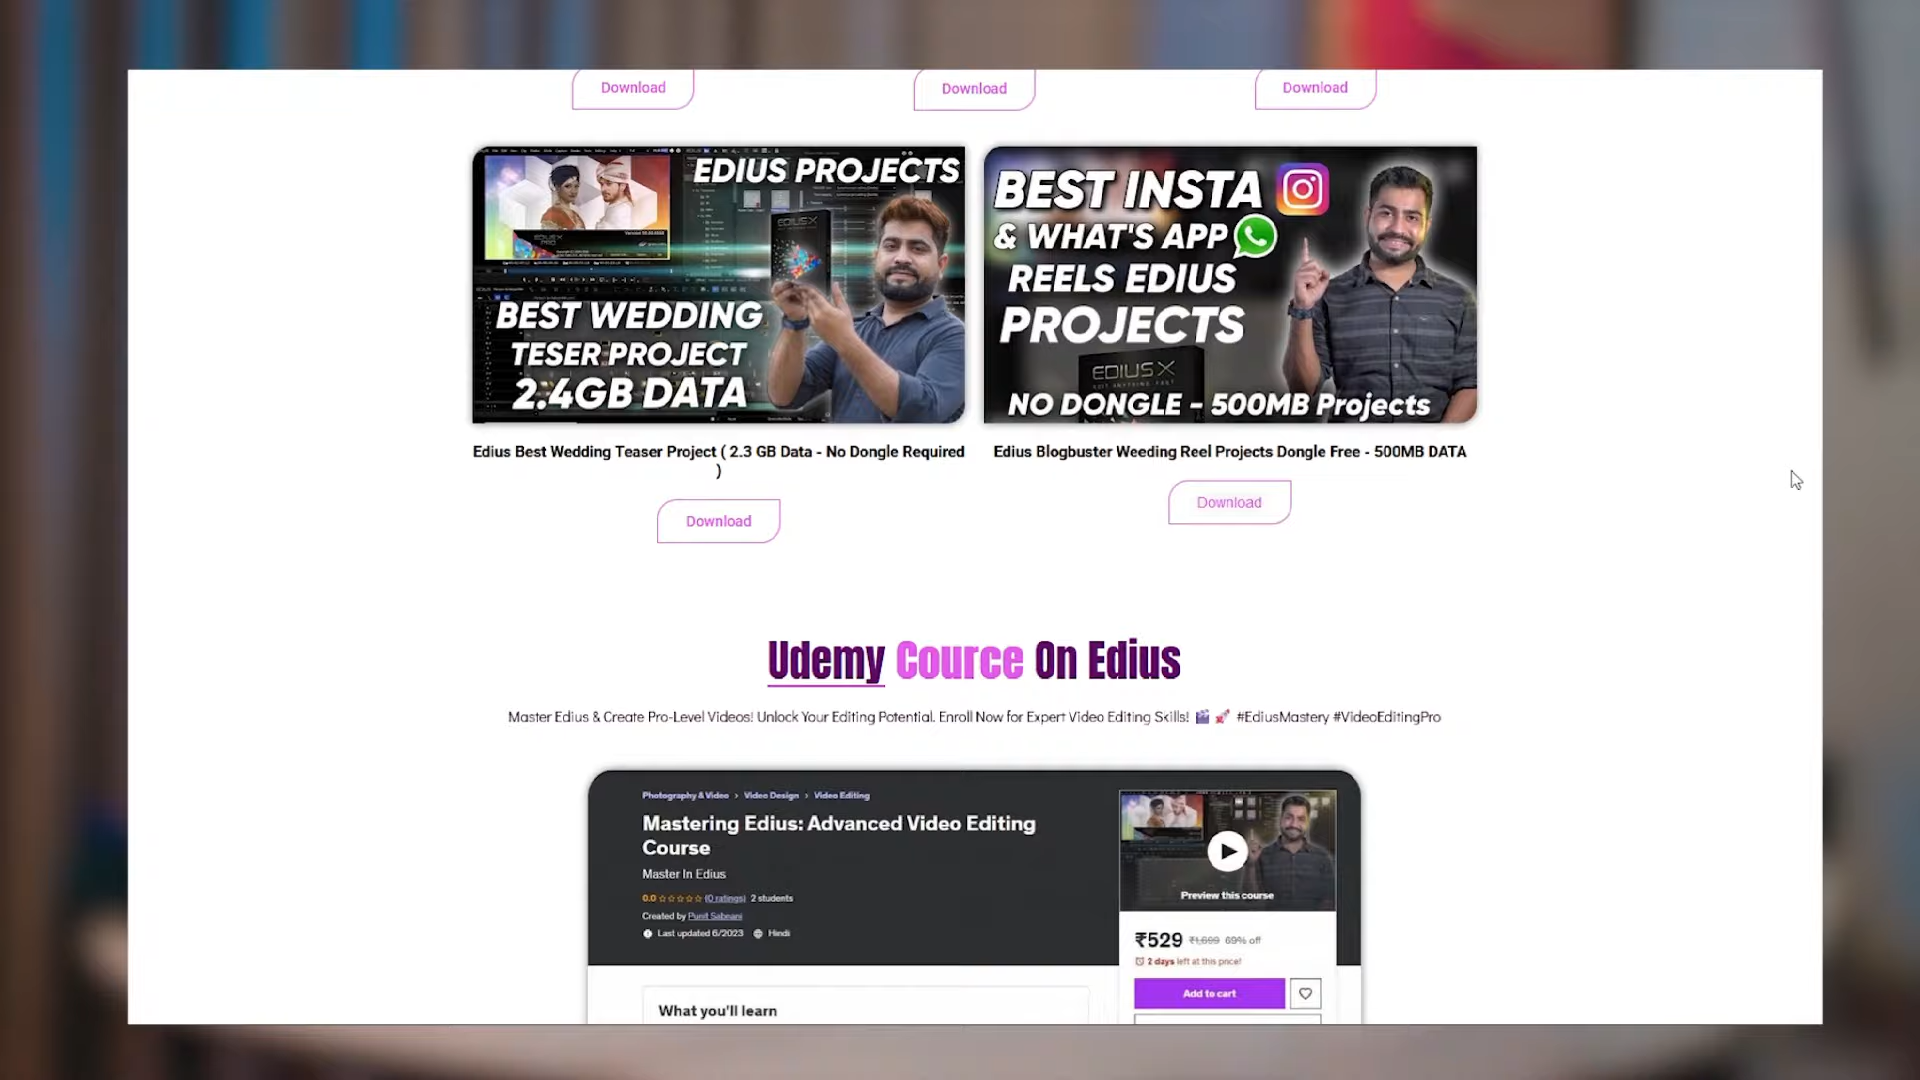 Download
Download
Download
EDIUS PROJECTS
EDIUS X
BEST WEDDING
TESER PROJECT
2.4GB DATA
BEST INSTA
& WHAT'S APP
REELS EDIUS
PROJECTS
EDIUS X
EDIT ANYTHING FAST
NO DONGLE - 500MB Projects
Edius Best Wedding Teaser Project ( 2.3 GB Data - No Dongle Required
)
Download
Edius Blogbuster Weeding Reel Projects Dongle Free - 500MB DATA
Download
Udemy Cource On Edius
Master Edius & Create Pro-Level Videos! Unlock Your Editing Potential. Enroll Now for Expert Video Editing Skills! 🎬 🚀 #EdiusMastery #VideoEditingPro
Photography & Video › Video Design › Video Editing
Mastering Edius: Advanced Video Editing
Course
Master In Edius
0.0 ☆☆☆☆☆ (0 ratings) 2 students
Created by Punit Sabnani
Last updated 6/2023 Hindi
What you'll learn
Preview this course
₹529 ₹1,699 69% off
2 days left at this price!
Add to cart